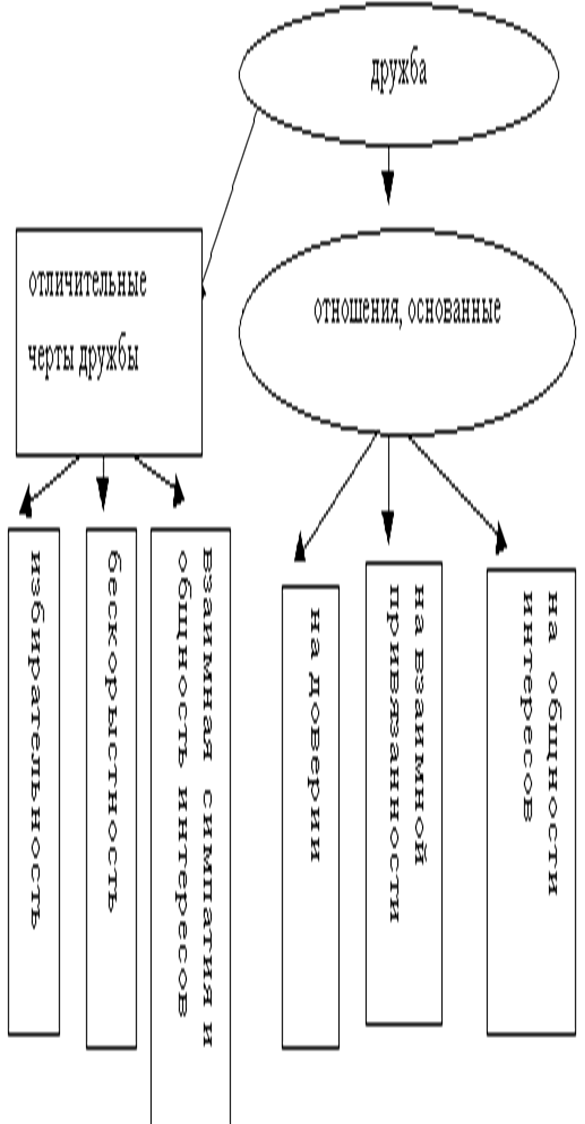 дружба
отличительные
черты дружбы
отношения, основанные
избирательность
бескорыстность
взаимная симпатия и
общность интересов
на доверии
на взаимной
привязанности
на общности
интересов